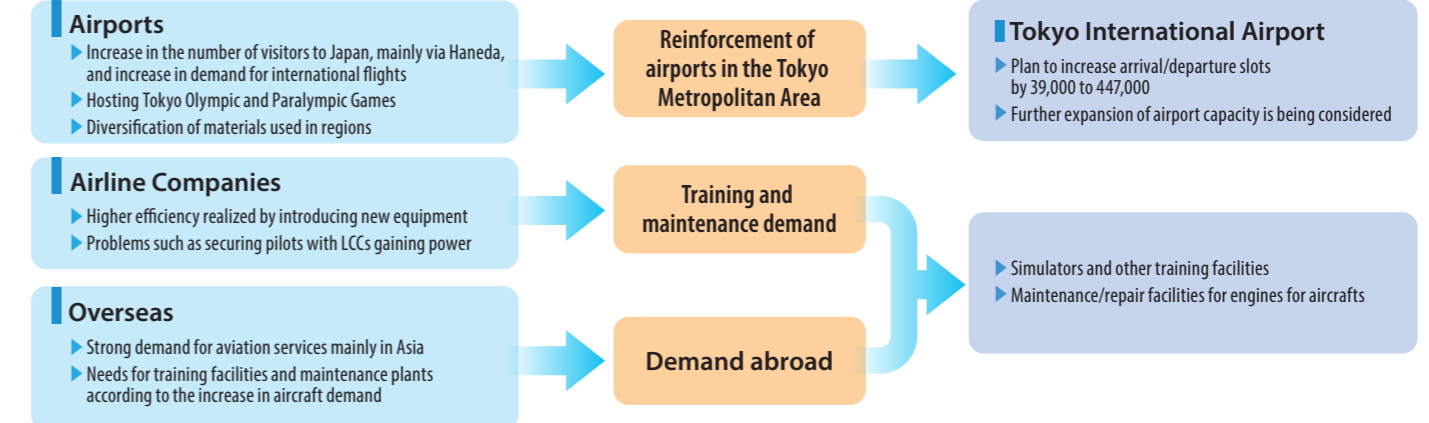 Airports
Increase in the number of visitors to Japan, mainly via Haneda,
and increase in demand for international flights
Hosting Tokyo Olympic and Paralympic Games
Diversification of materials used in regions
Reinforcement of
airports in the Tokyo
Metropolitan Area
Tokyo International Airport
Plan to increase arrival/departure slots
by 39,000 to 447,000
Further expansion of airport capacity is being considered
Airline Companies
Higher efficiency realized by introducing new equipment
Problems such as securing pilots with LCCs gaining power
Training and
maintenance demand
Overseas
Strong demand for aviation services mainly in Asia
Needs for training facilities and maintenance plants
according to the increase in aircraft demand
Demand abroad
Simulators and other training facilities
Maintenance/repair facilities for engines for aircrafts